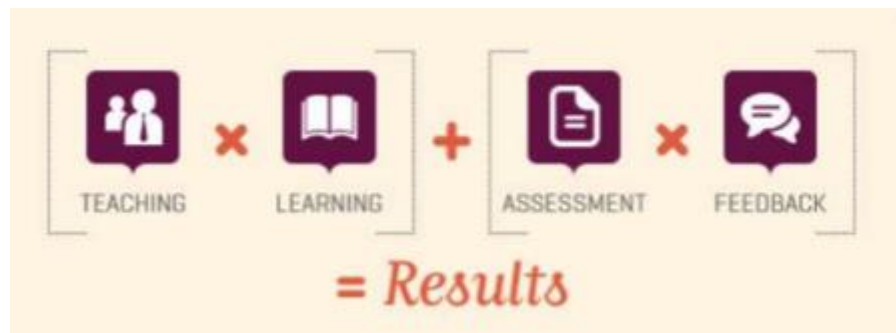 TEACHING × LEARNING + ASSESSMENT × FEEDBACK
= Results